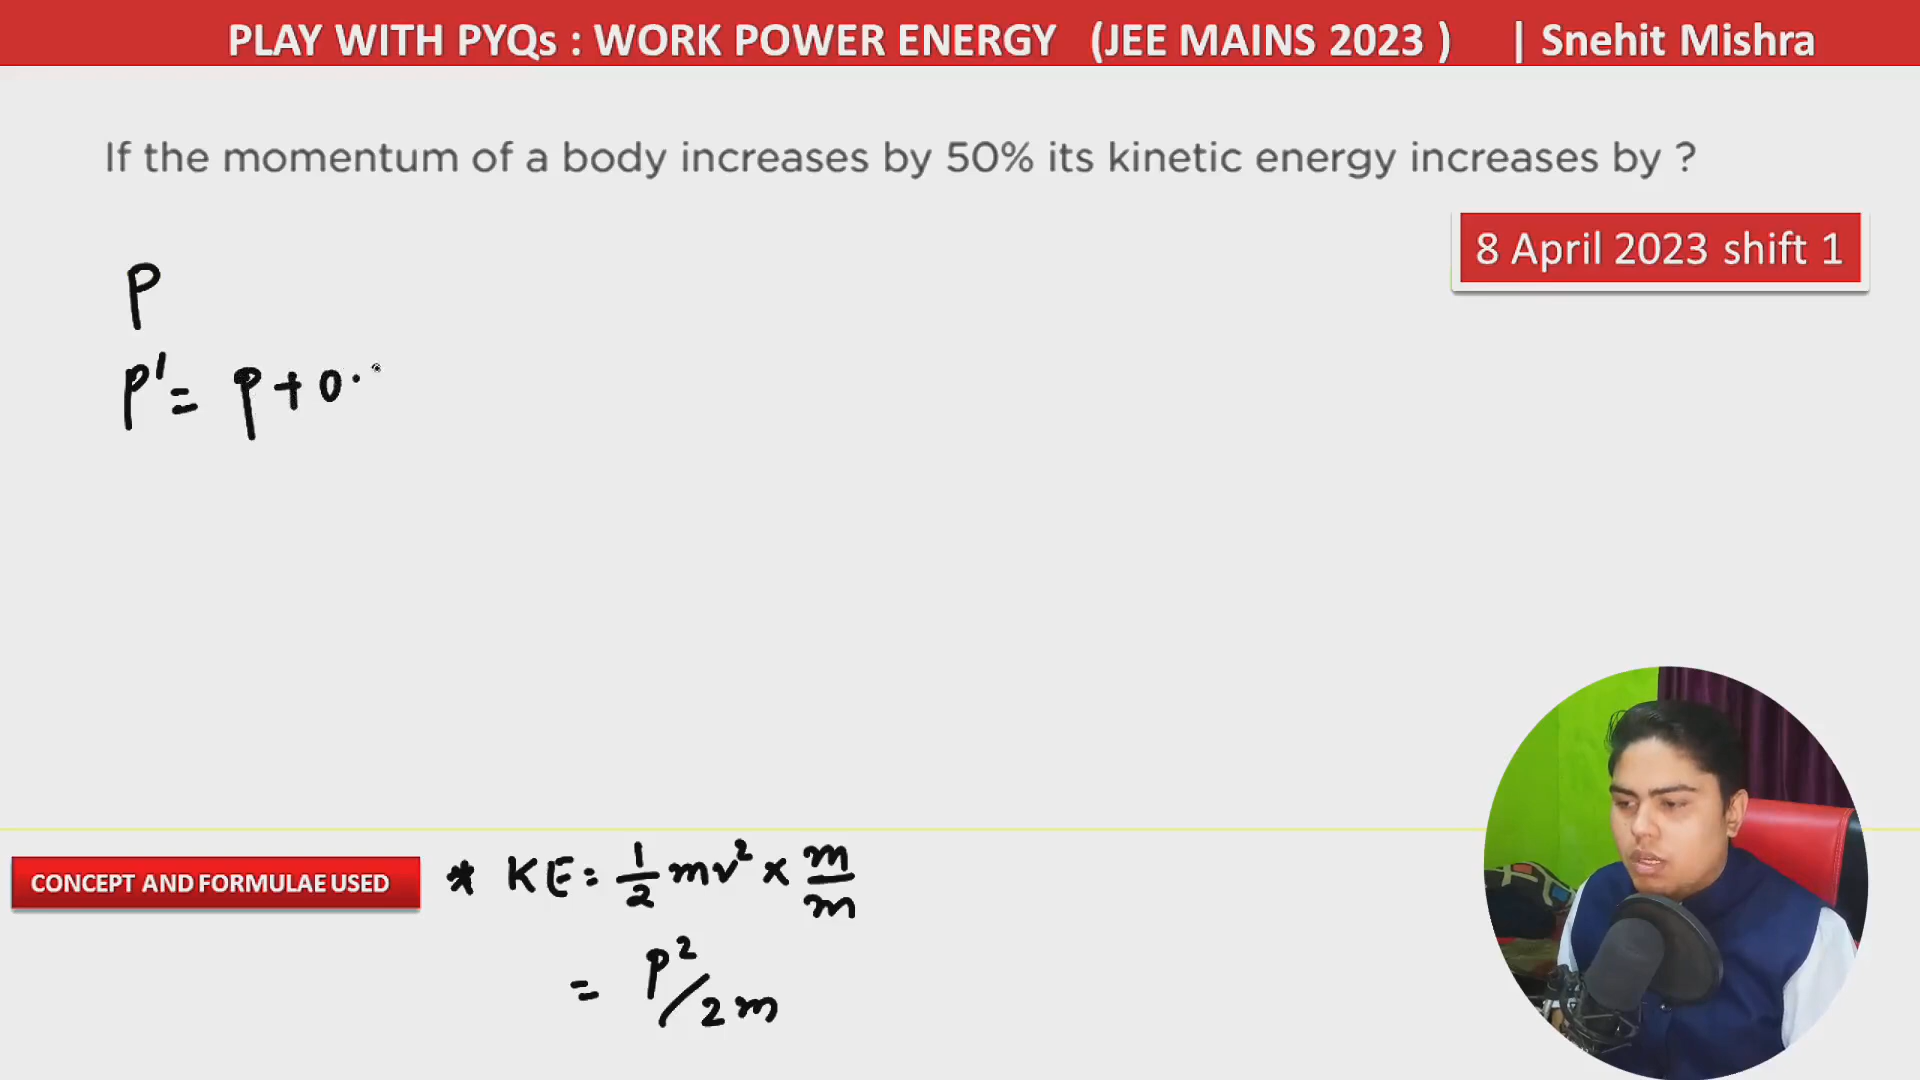 PLAY WITH PYQs : WORK POWER ENERGY (JEE MAINS 2023 ) | Snehit Mishra
If the momentum of a body increases by 50% its kinetic energy increases by ?
8 April 2023 shift 1
P
P' = P + 0.
CONCEPT AND FORMULAE USED
* KE = 1/2 mv² × m/m
= P²/2m